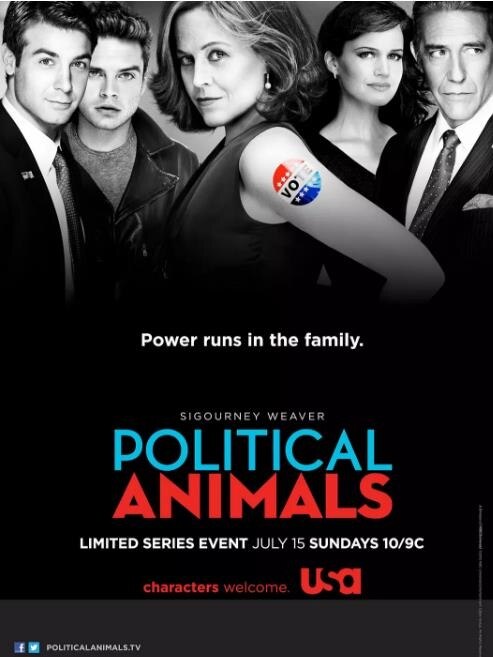 VOTE
Power runs in the family.
SIGOURNEY WEAVER
POLITICAL
ANIMALS
LIMITED SERIES EVENT JULY 15 SUNDAYS 10/9C
characters welcome. usa
f POLITICALANIMALS.TV